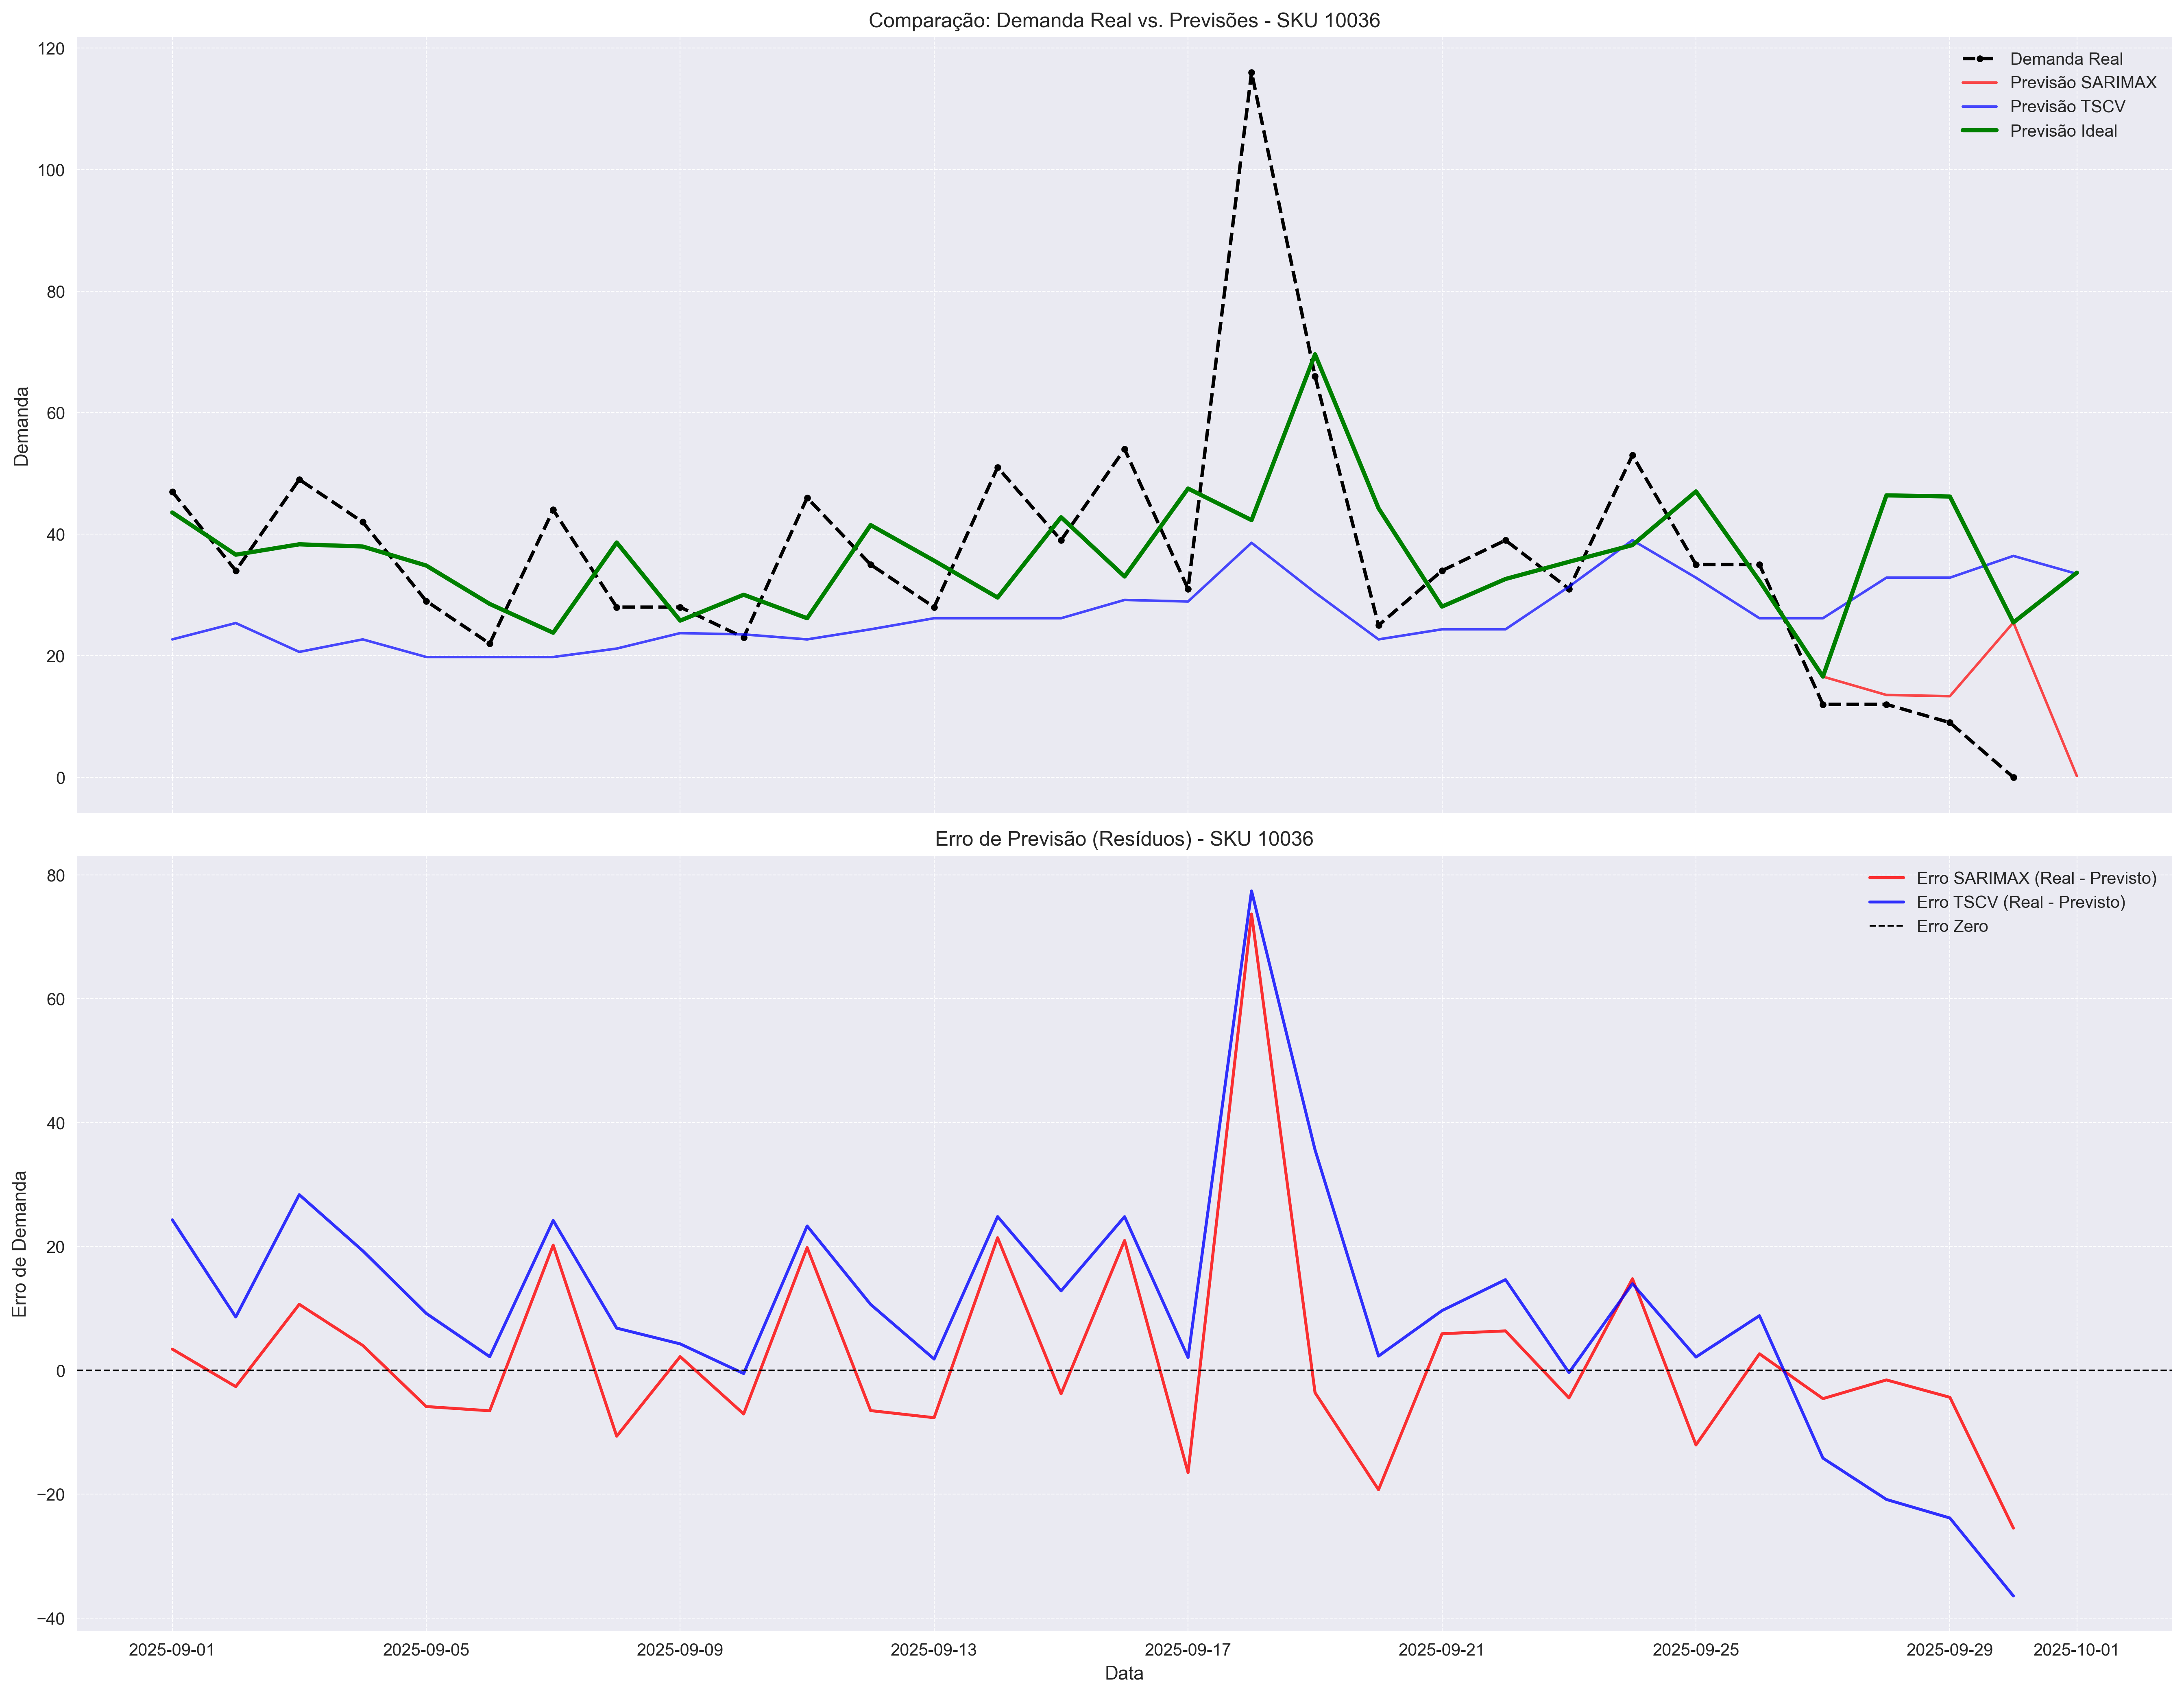 Comparação: Demanda Real vs. Previsões - SKU 10036
120
100
80
60
40
20
0
Demanda
Demanda Real
Previsão SARIMAX
Previsão TSCV
Previsão Ideal
Erro de Previsão (Resíduos) - SKU 10036
80
60
40
20
0
−20
−40
Erro de Demanda
Erro SARIMAX (Real - Previsto)
Erro TSCV (Real - Previsto)
Erro Zero
2025-09-01 2025-09-05 2025-09-09 2025-09-13 2025-09-17 2025-09-21 2025-09-25 2025-09-29 2025-10-01
Data